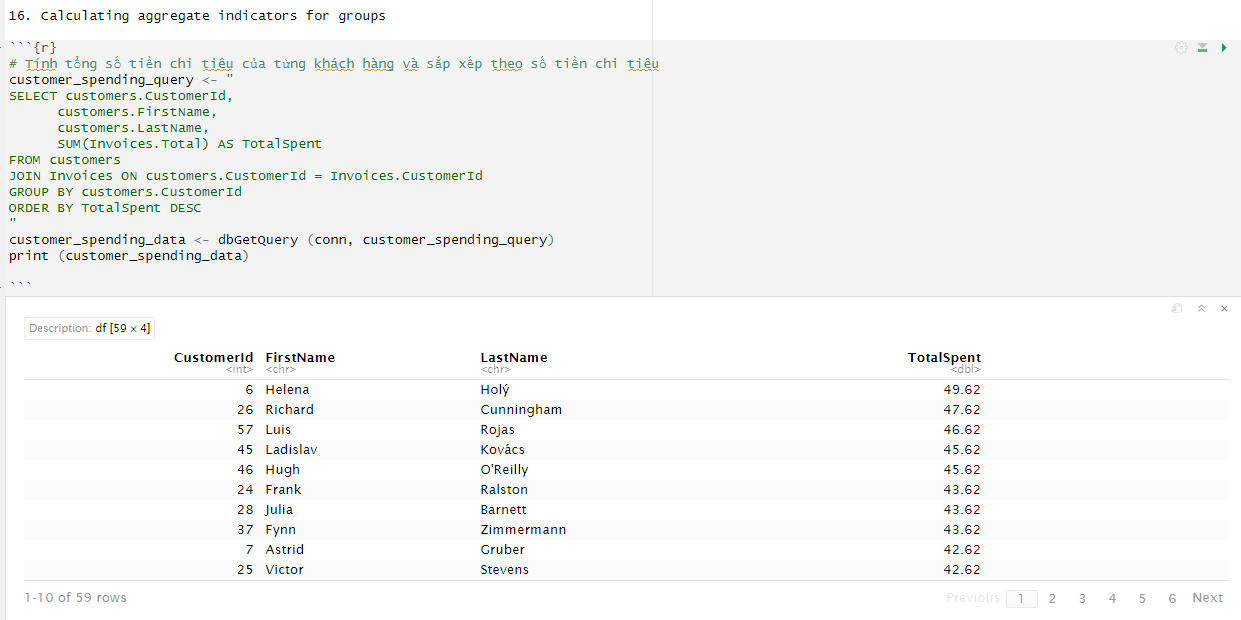 16. Calculating aggregate indicators for groups
```{r}
# Tính tổng số tiền chi tiêu của từng khách hàng và sắp xếp theo số tiền chi tiêu
customer_spending_query <- "
SELECT customers.CustomerId,
customers.FirstName,
customers.LastName,
SUM(Invoices.Total) AS TotalSpent
FROM customers
JOIN Invoices ON customers.CustomerId = Invoices.CustomerId
GROUP BY customers.CustomerId
ORDER BY TotalSpent DESC
"
customer_spending_data <- dbGetQuery (conn, customer_spending_query)
print (customer_spending_data)
```
Description: df [59 × 4]
CustomerId FirstName LastName TotalSpent
<int> <chr> <chr> <dbl>
6 Helena Holý 49.62
26 Richard Cunningham 47.62
57 Luis Rojas 46.62
45 Ladislav Kovács 45.62
46 Hugh O'Reilly 45.62
24 Frank Ralston 43.62
28 Julia Barnett 43.62
37 Fynn Zimmermann 43.62
7 Astrid Gruber 42.62
25 Victor Stevens 42.62
1-10 of 59 rows Previous 1 2 3 4 5 6 Next